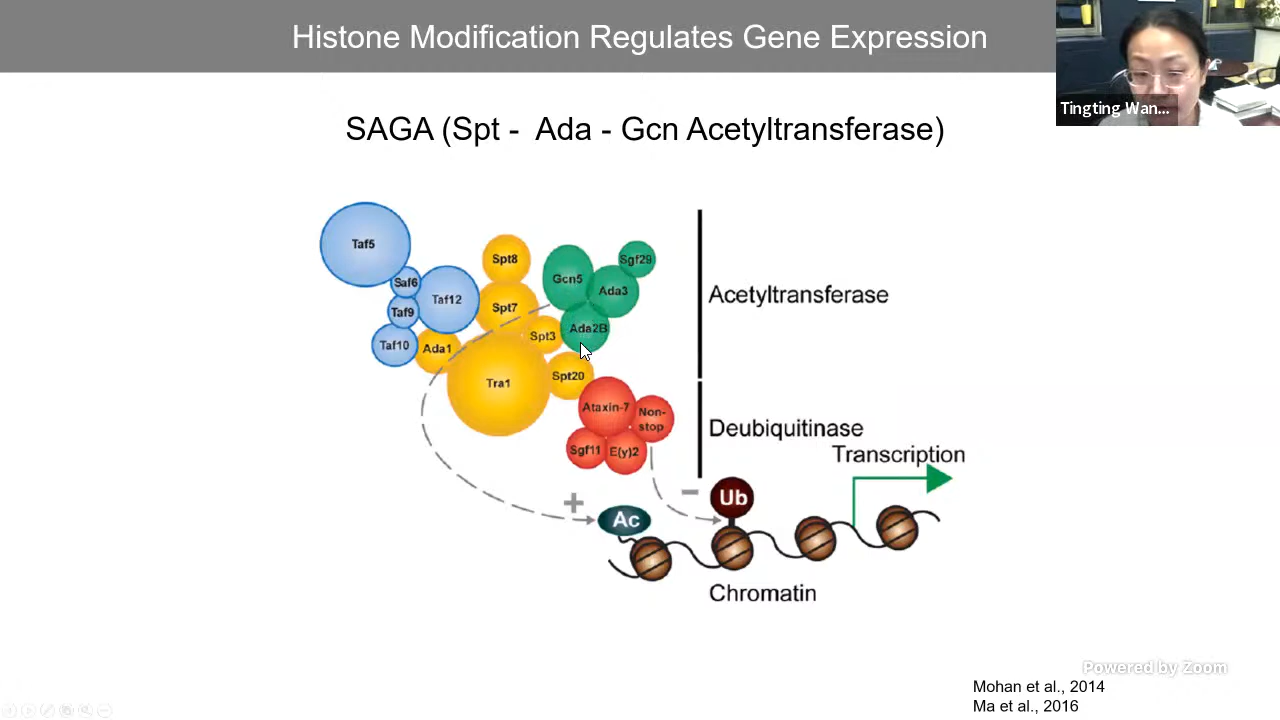 Histone Modification Regulates Gene Expression
Tingting Wan...
SAGA (Spt - Ada - Gcn Acetyltransferase)
Taf5
Saf6
Taf9
Taf10
Taf12
Ada1
Spt8
Spt7
Spt3
Tra1
Spt20
Gcn5
Sgf29
Ada3
Ada2B
Ataxin-7
Non-
stop
Sgf11
E(y)2
Acetyltransferase
Deubiquitinase
Transcription
+
−
Ac
Ub
Chromatin
Powered by Zoom
Mohan et al., 2014
Ma et al., 2016